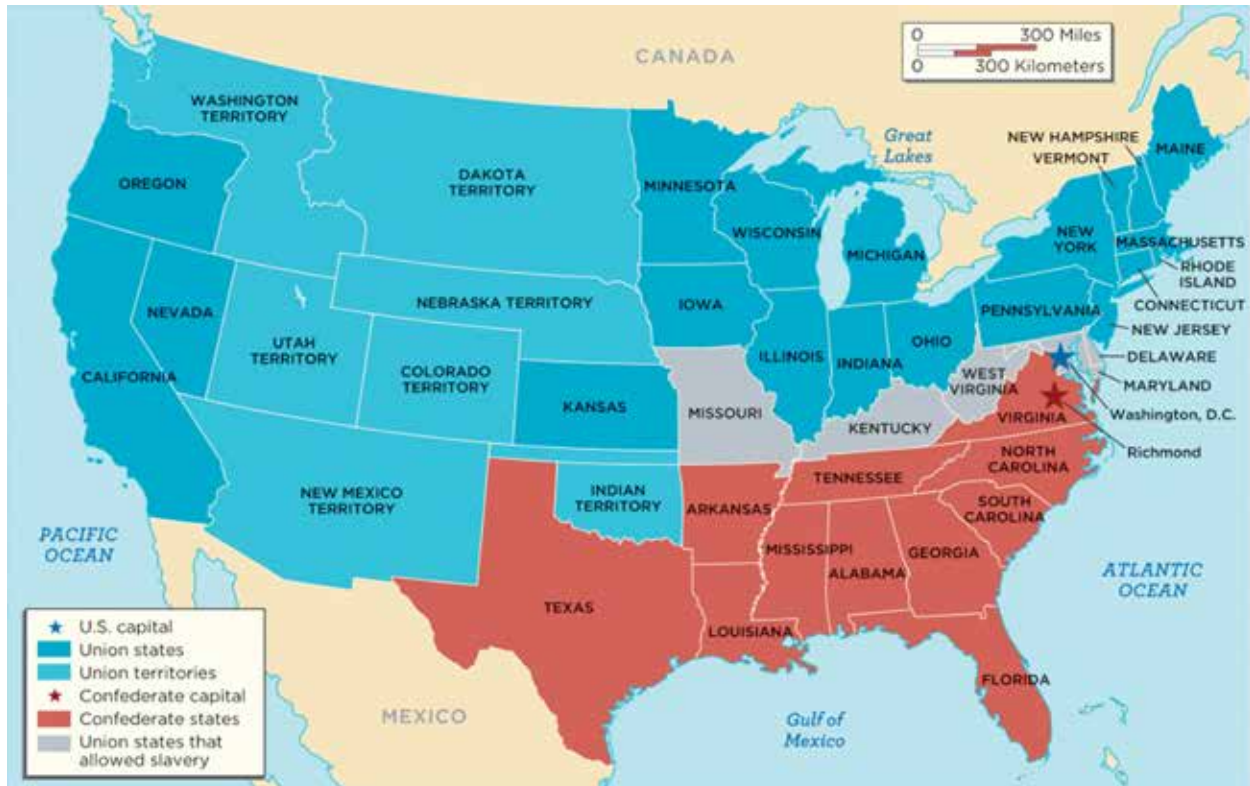 0 300 Miles
0 300 Kilometers
CANADA
WASHINGTON
TERRITORY
OREGON
DAKOTA
TERRITORY
MINNESOTA
Great
Lakes
NEW HAMPSHIRE
VERMONT
MAINE
WISCONSIN
MICHIGAN
NEW
YORK
MASSACHUSETTS
RHODE
ISLAND
CONNECTICUT
NEVADA
NEBRASKA TERRITORY
IOWA
PENNSYLVANIA
NEW JERSEY
CALIFORNIA
UTAH
TERRITORY
COLORADO
TERRITORY
ILLINOIS
INDIANA
OHIO
DELAWARE
MARYLAND
KANSAS
MISSOURI
KENTUCKY
WEST
VIRGINIA
VIRGINIA
Washington, D.C.
Richmond
NEW MEXICO
TERRITORY
INDIAN
TERRITORY
ARKANSAS
TENNESSEE
NORTH
CAROLINA
SOUTH
CAROLINA
PACIFIC
OCEAN
TEXAS
LOUISIANA
MISSISSIPPI
ALABAMA
GEORGIA
ATLANTIC
OCEAN
FLORIDA
MEXICO
Gulf of
Mexico
U.S. capital
Union states
Union territories
Confederate capital
Confederate states
Union states that
allowed slavery